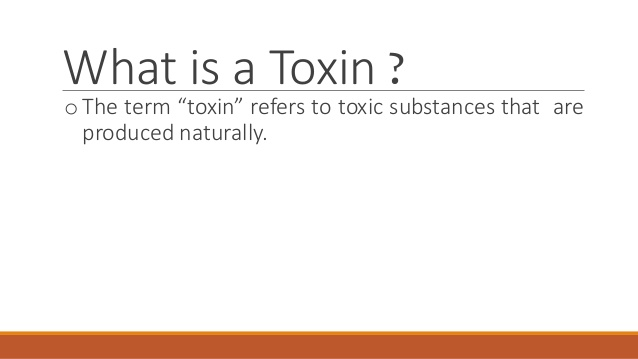 What is a Toxin ?
o The term “toxin” refers to toxic substances that  are
produced naturally.